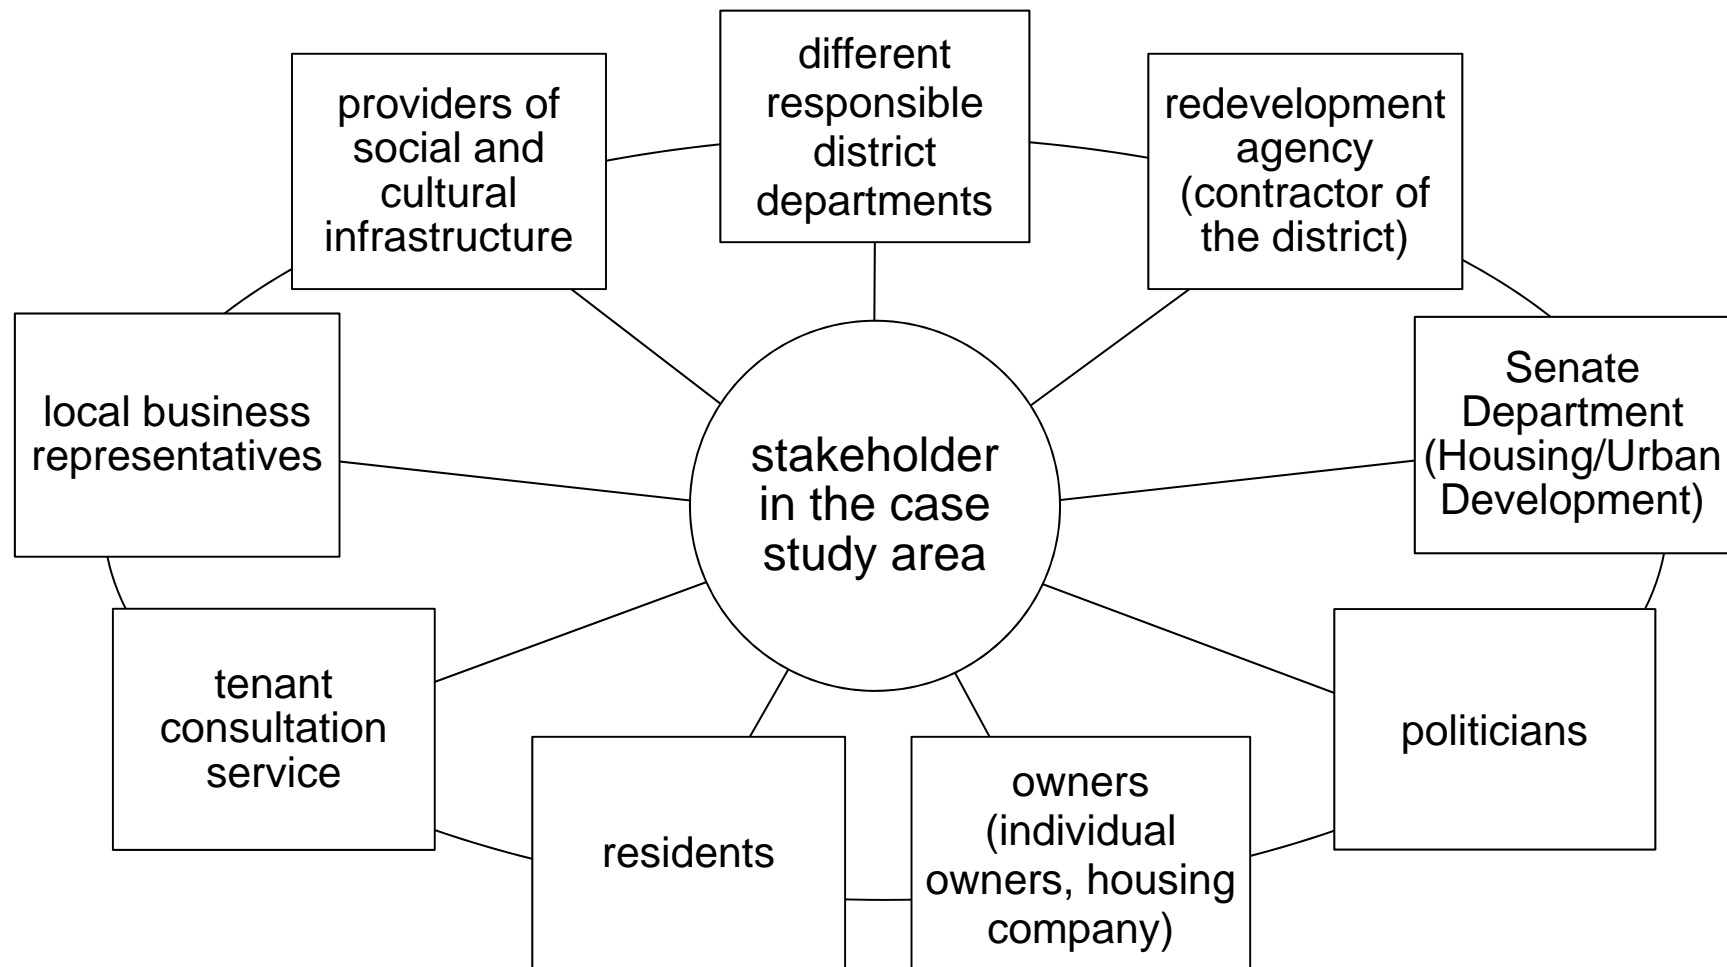 different
responsible
district
departments
providers of
social and
cultural
infrastructure
redevelopment
agency
(contractor of
the district)
local business
representatives
stakeholder
in the case
study area
Senate
Department
(Housing/Urban
Development)
tenant
consultation
service
residents
owners
(individual
owners, housing
company)
politicians